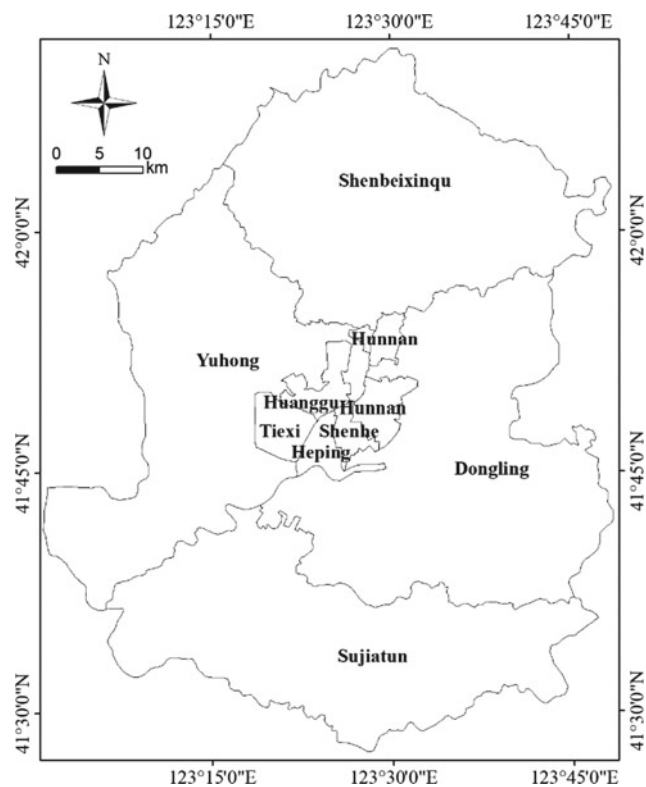 123°15'0"E 123°30'0"E 123°45'0"E
N
0 5 10
km
Shenbeixinqu
42°0'0"N 42°0'0"N
Hunnan
Yuhong
Huanggu Hunnan
Tiexi Shenhe
Heping
Dongling
41°45'0"N 41°45'0"N
Sujiatun
41°30'0"N 41°30'0"N
123°15'0"E 123°30'0"E 123°45'0"E